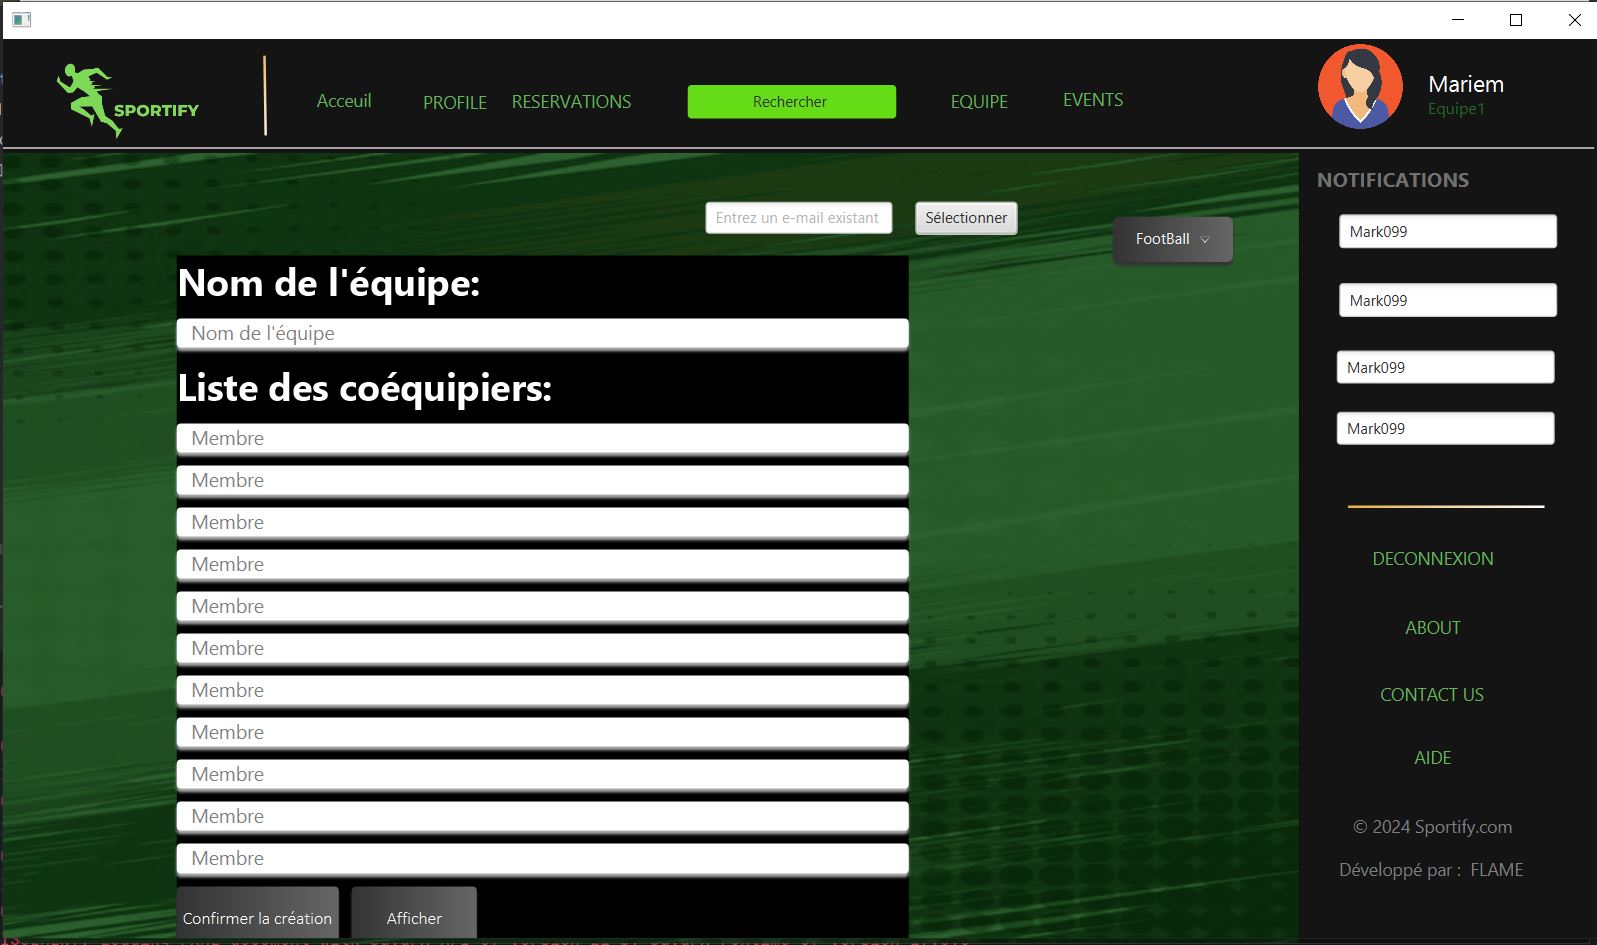 SPORTIFY
Acceuil
PROFILE
RESERVATIONS
Rechercher
EQUIPE
EVENTS
Mariem
Equipe1
Entrez un e-mail existant
Sélectionner
FootBall
Nom de l'équipe:
Nom de l'équipe
Liste des coéquipiers:
Membre
Membre
Membre
Membre
Membre
Membre
Membre
Membre
Membre
Membre
Membre
Confirmer la création
Afficher
NOTIFICATIONS
Mark099
Mark099
Mark099
Mark099
DECONNEXION
ABOUT
CONTACT US
AIDE
© 2024 Sportify.com
Développé par : FLAME